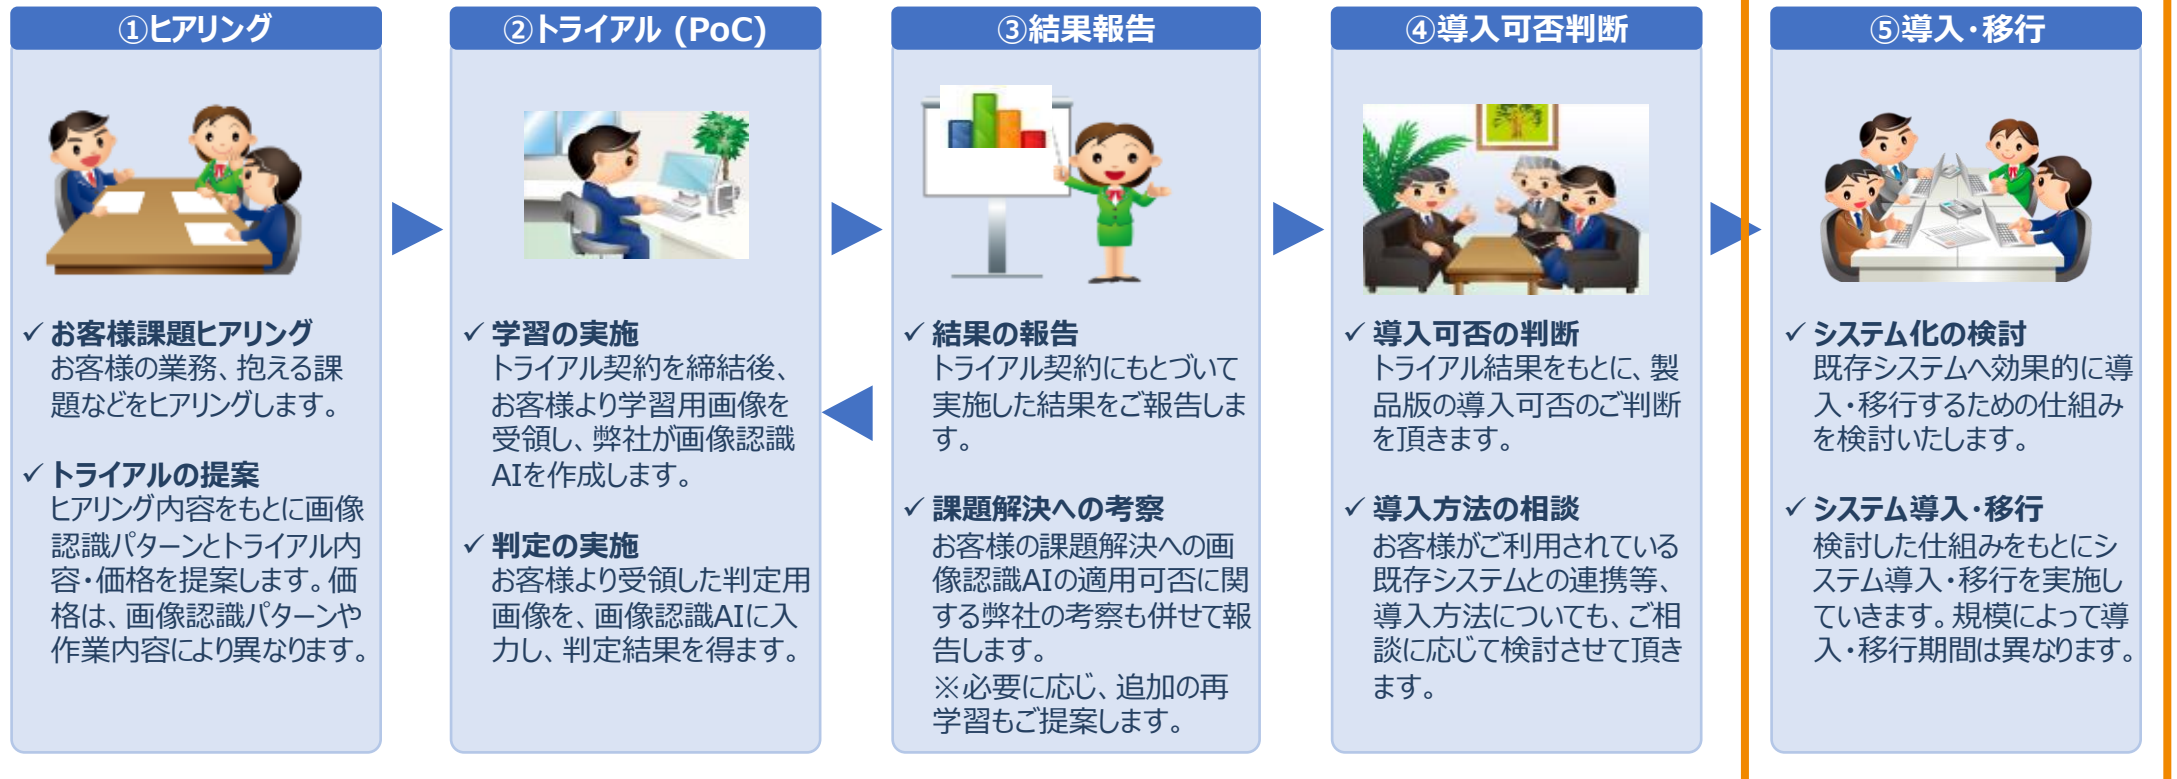 ①ヒアリング
✓ お客様課題ヒアリング
お客様の業務、抱える課
題などをヒアリングします。
✓ トライアルの提案
ヒアリング内容をもとに画像
認識パターンとトライアル内
容・価格を提案します。価
格は、画像認識パターンや
作業内容により異なります。
②トライアル (PoC)
✓ 学習の実施
トライアル契約を締結後、
お客様より学習用画像を
受領し、弊社が画像認識
AIを作成します。
✓ 判定の実施
お客様より受領した判定用
画像を、画像認識AIに入
力し、判定結果を得ます。
③結果報告
✓ 結果の報告
トライアル契約にもとづいて
実施した結果をご報告しま
す。
✓ 課題解決への考察
お客様の課題解決への画
像認識AIの適用可否に関
する弊社の考察も併せて報
告します。
※必要に応じ、追加の再
学習もご提案します。
④導入可否判断
✓ 導入可否の判断
トライアル結果をもとに、製
品版の導入可否のご判断
を頂きます。
✓ 導入方法の相談
お客様がご利用されている
既存システムとの連携等、
導入方法についても、ご相
談に応じて検討させて頂き
ます。
⑤導入・移行
✓ システム化の検討
既存システムへ効果的に導
入・移行するための仕組み
を検討いたします。
✓ システム導入・移行
検討した仕組みをもとにシ
ステム導入・移行を実施し
ていきます。規模によって導
入・移行期間は異なります。